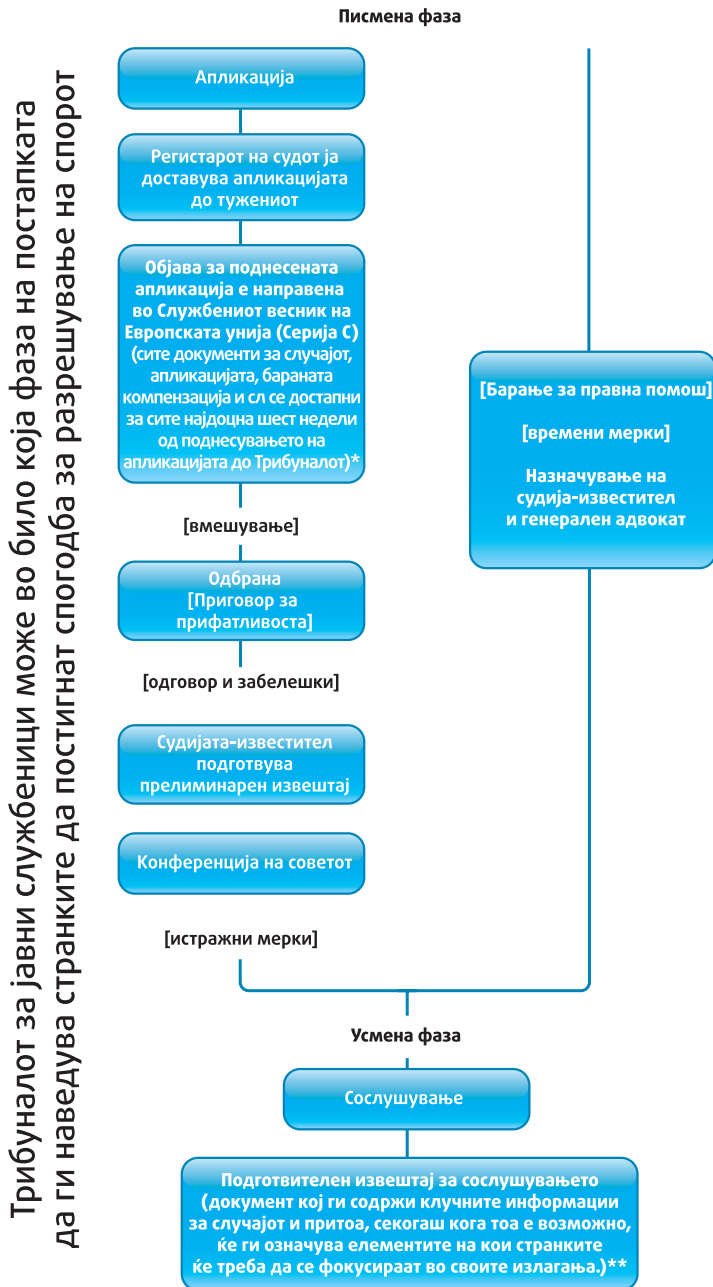 Трибуналот за јавни службеници може во било која фаза на постапката
да ги наведува странките да постигнат спогодба за разрешување на спорот
Писмена фаза
Апликација
Регистарот на судот ја
доставува апликацијата
до тужениот
Објава за поднесената
апликација е направена
во Службениот весник на
Европската унија (Серија C)
(сите документи за случајот,
апликацијата, бараната
компензација и сл се достапни
за сите најдоцна шест недели
од поднесувањето на
апликацијата до Трибуналот)*
[вмешување]
Одбрана
[Приговор за
прифатливоста]
[одговор и забелешки]
Судијата-известител
подготвува
прелиминарен извештај
Конференција на советот
[истражни мерки]
[Барање за правна помош]
[времени мерки]
Назначување на
судија-известител
и генерален адвокат
Усмена фаза
Сослушување
Подготвителен извештај за сослушувањето
(документ кој ги содржи клучните информации
за случајот и притоа, секогаш кога тоа е возможно,
ќе ги означува елементите на кои странките
ќе треба да се фокусираат во своите излагања.)**